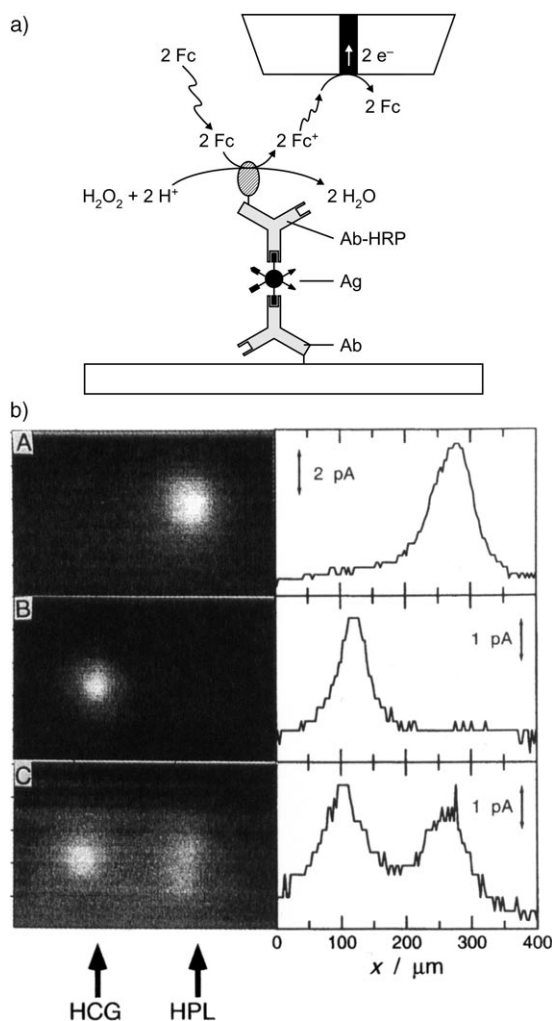 a)
2 Fc
2 e⁻
2 Fc
2 Fc
2 Fc⁺
H₂O₂ + 2 H⁺
2 H₂O
Ab-HRP
Ag
Ab
b)
A
2 pA
B
1 pA
C
1 pA
0 100 200 300 400
x / μm
HCG
HPL